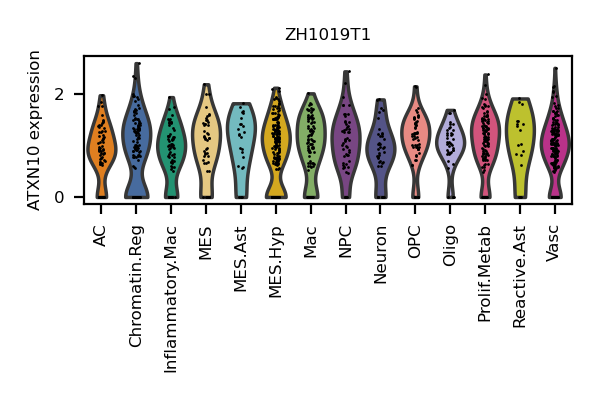 ZH1019T1
ATXN10 expression
2
0
AC
Chromatin.Reg
Inflammatory.Mac
MES
MES.Ast
MES.Hyp
Mac
NPC
Neuron
OPC
Oligo
Prolif.Metab
Reactive.Ast
Vasc